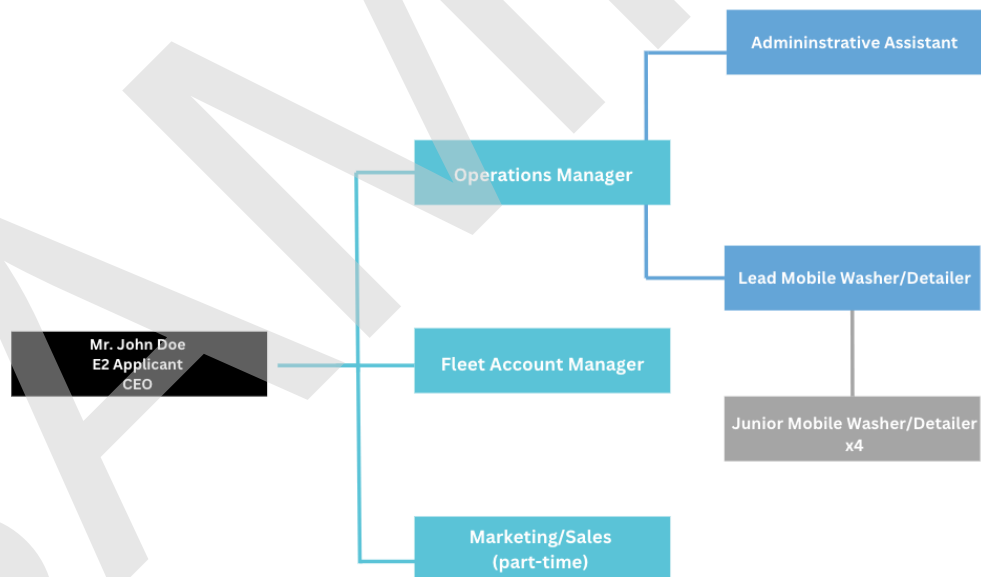 Admininstrative Assistant
Operations Manager
Lead Mobile Washer/Detailer
Mr. John Doe
E2 Applicant
CEO
Fleet Account Manager
Junior Mobile Washer/Detailer
x4
Marketing/Sales
(part-time)